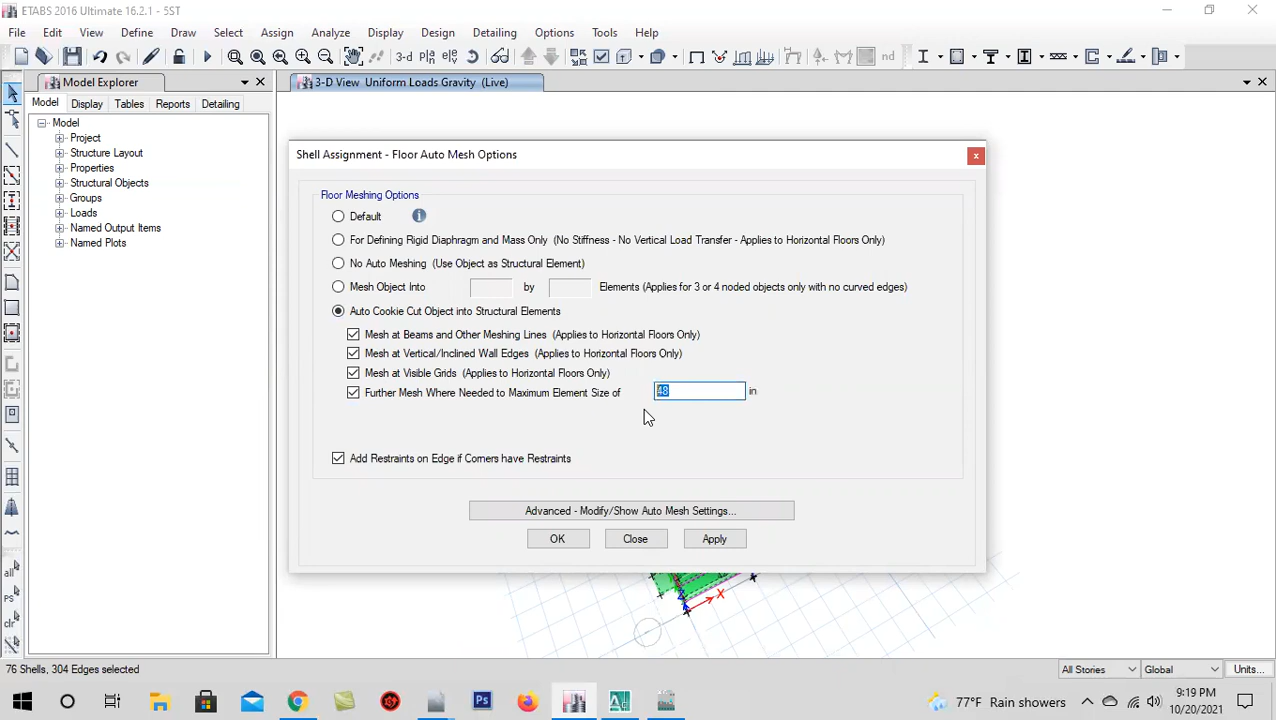 ETABS 2016 Ultimate 16.2.1 - 5ST
File Edit View Define Draw Select Assign Analyze Display Design Detailing Options Tools Help
3-d
nd
Model Explorer
3-D View Uniform Loads Gravity (Live)
Model Display Tables Reports Detailing
Model
Project
Structure Layout
Properties
Structural Objects
Groups
Loads
Named Output Items
Named Plots
Shell Assignment - Floor Auto Mesh Options
Floor Meshing Options
Default
For Defining Rigid Diaphragm and Mass Only (No Stiffness - No Vertical Load Transfer - Applies to Horizontal Floors Only)
No Auto Meshing (Use Object as Structural Element)
Mesh Object Into by Elements (Applies for 3 or 4 noded objects only with no curved edges)
Auto Cookie Cut Object into Structural Elements
Mesh at Beams and Other Meshing Lines (Applies to Horizontal Floors Only)
Mesh at Vertical/Inclined Wall Edges (Applies to Horizontal Floors Only)
Mesh at Visible Grids (Applies to Horizontal Floors Only)
Further Mesh Where Needed to Maximum Element Size of 48 in
Add Restraints on Edge if Corners have Restraints
Advanced - Modify/Show Auto Mesh Settings...
OK Close Apply
X
all
PS
clr
76 Shells, 304 Edges selected
All Stories Global Units...
Ps
77°F Rain showers
9:19 PM
10/20/2021